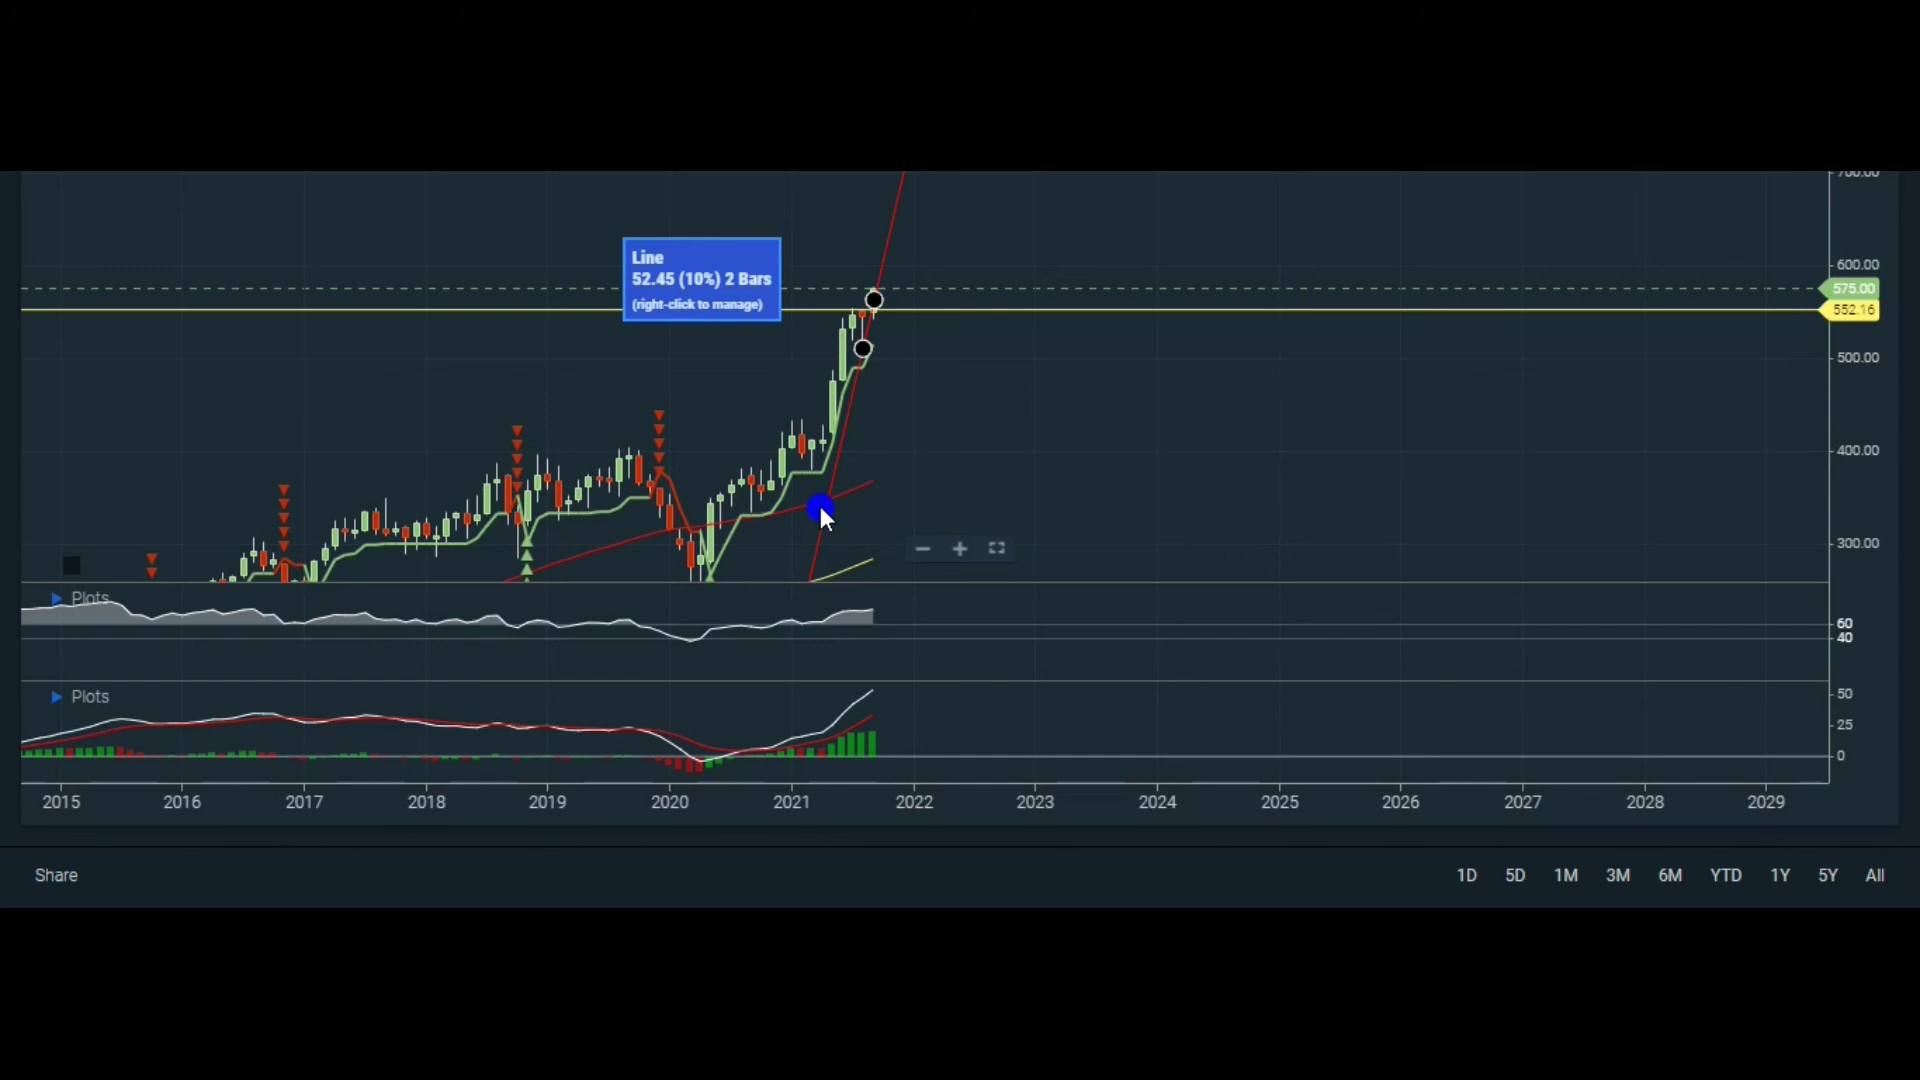 700.00
Line
52.45 (10%) 2 Bars
(right-click to manage)
600.00
575.00
552.16
500.00
400.00
300.00
Plots
60
40
Plots
50
25
0
2015 2016 2017 2018 2019 2020 2021 2022 2023 2024 2025 2026 2027 2028 2029
Share 1D 5D 1M 3M 6M YTD 1Y 5Y All